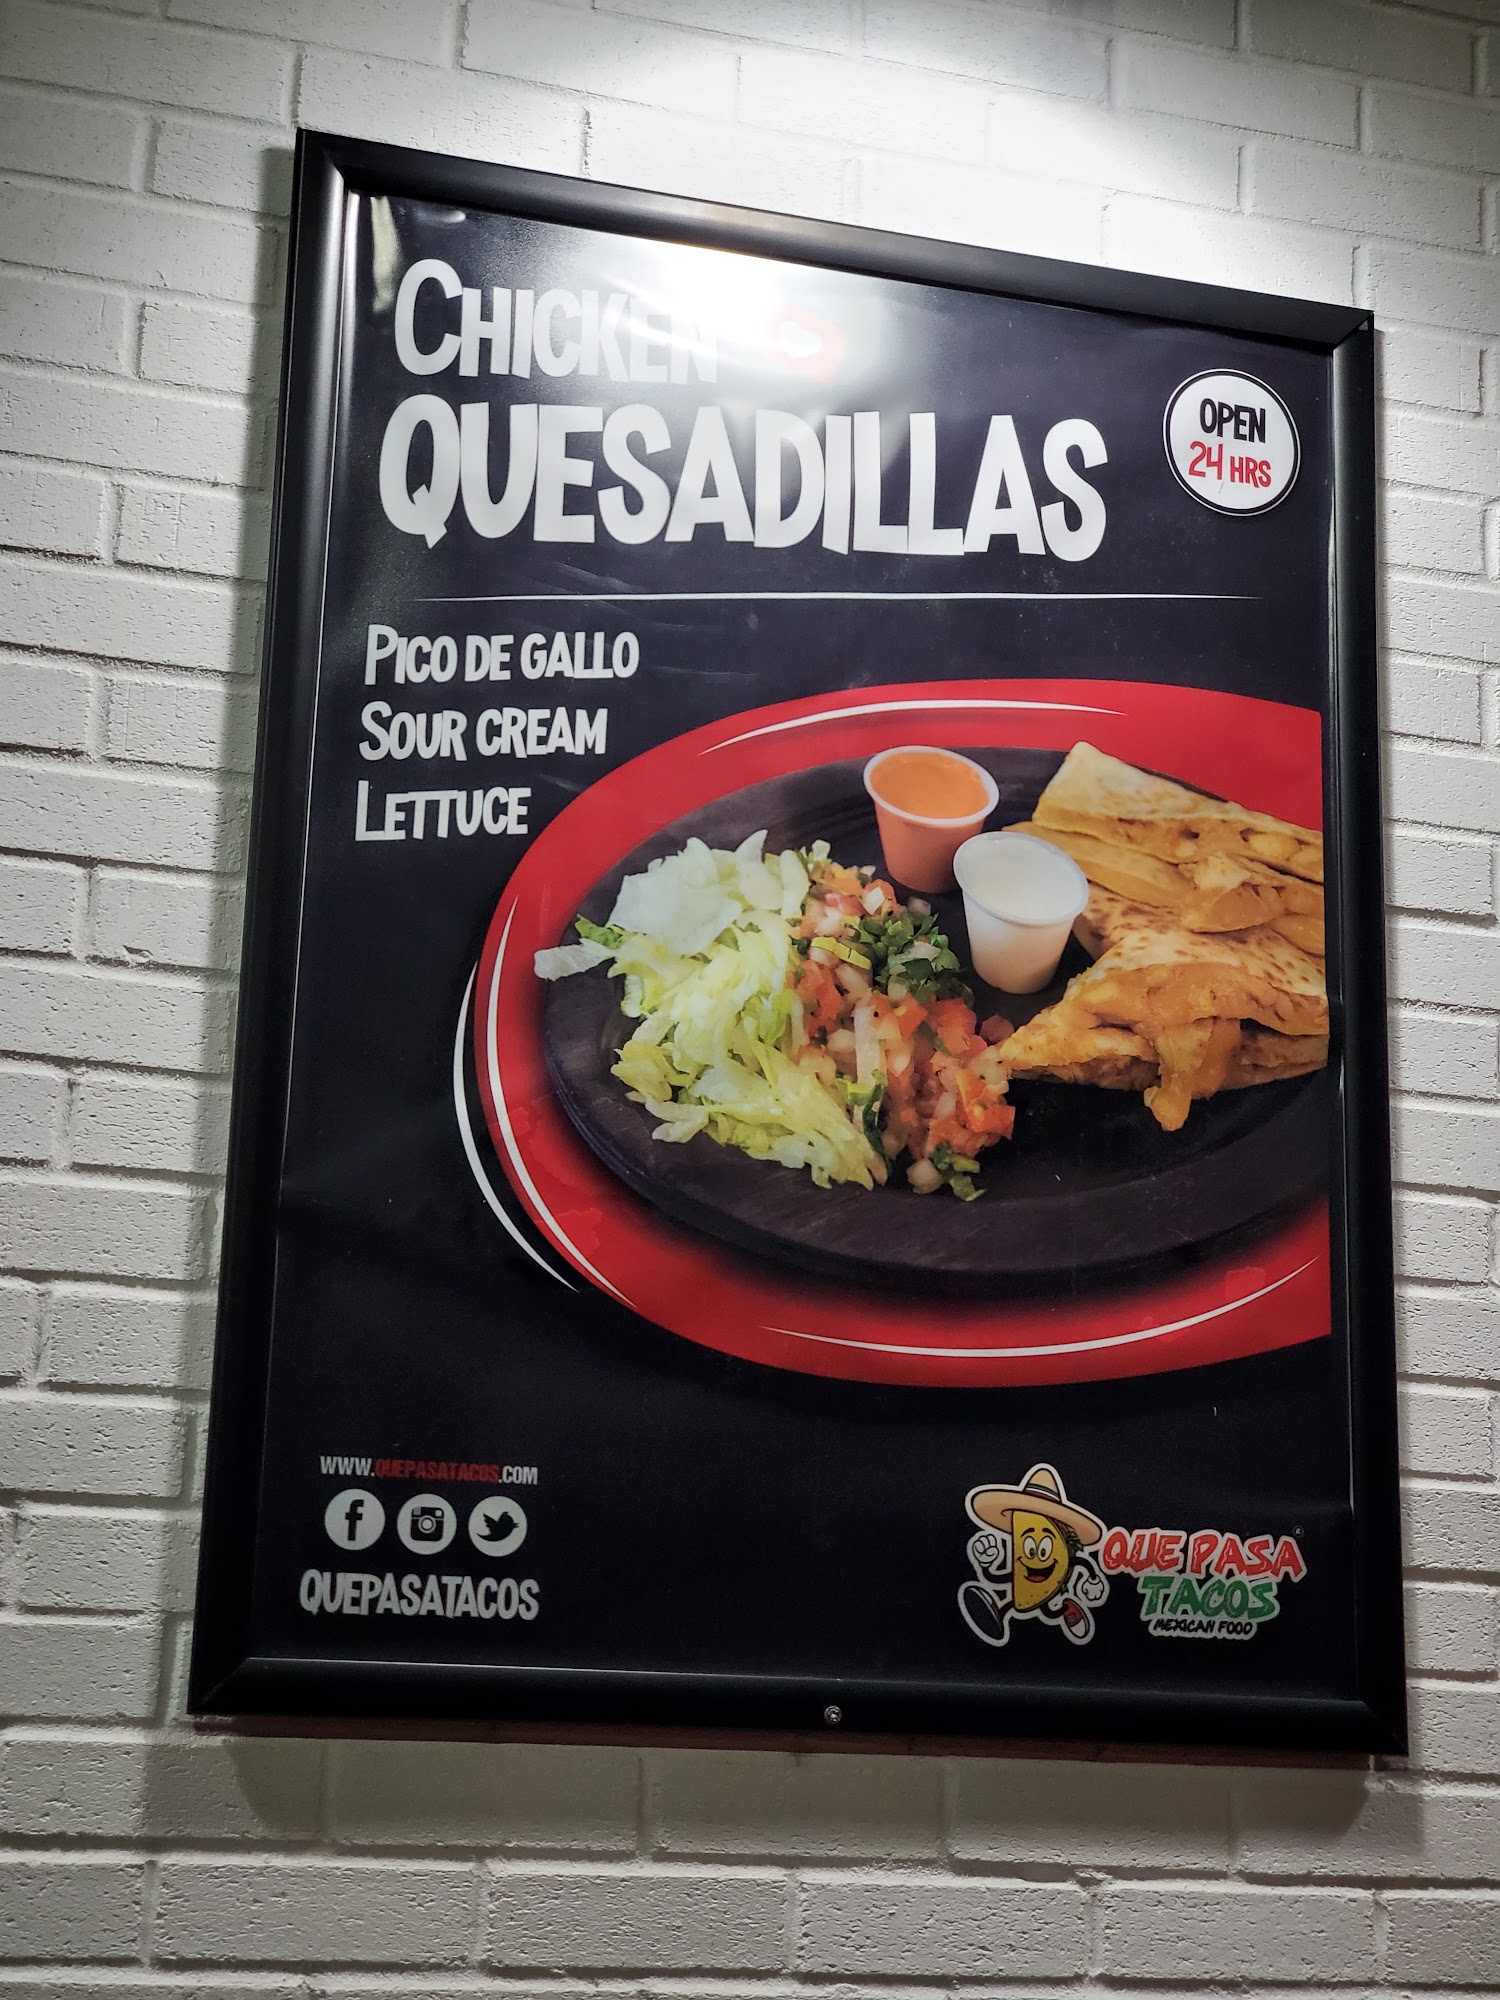 CHICKEN
QUESADILLAS
OPEN
24 HRS
PICO DE GALLO
SOUR CREAM
LETTUCE
WWW.QUEPASATACOS.COM
QUEPASATACOS
QUE PASA
TACOS
MEXICAN FOOD